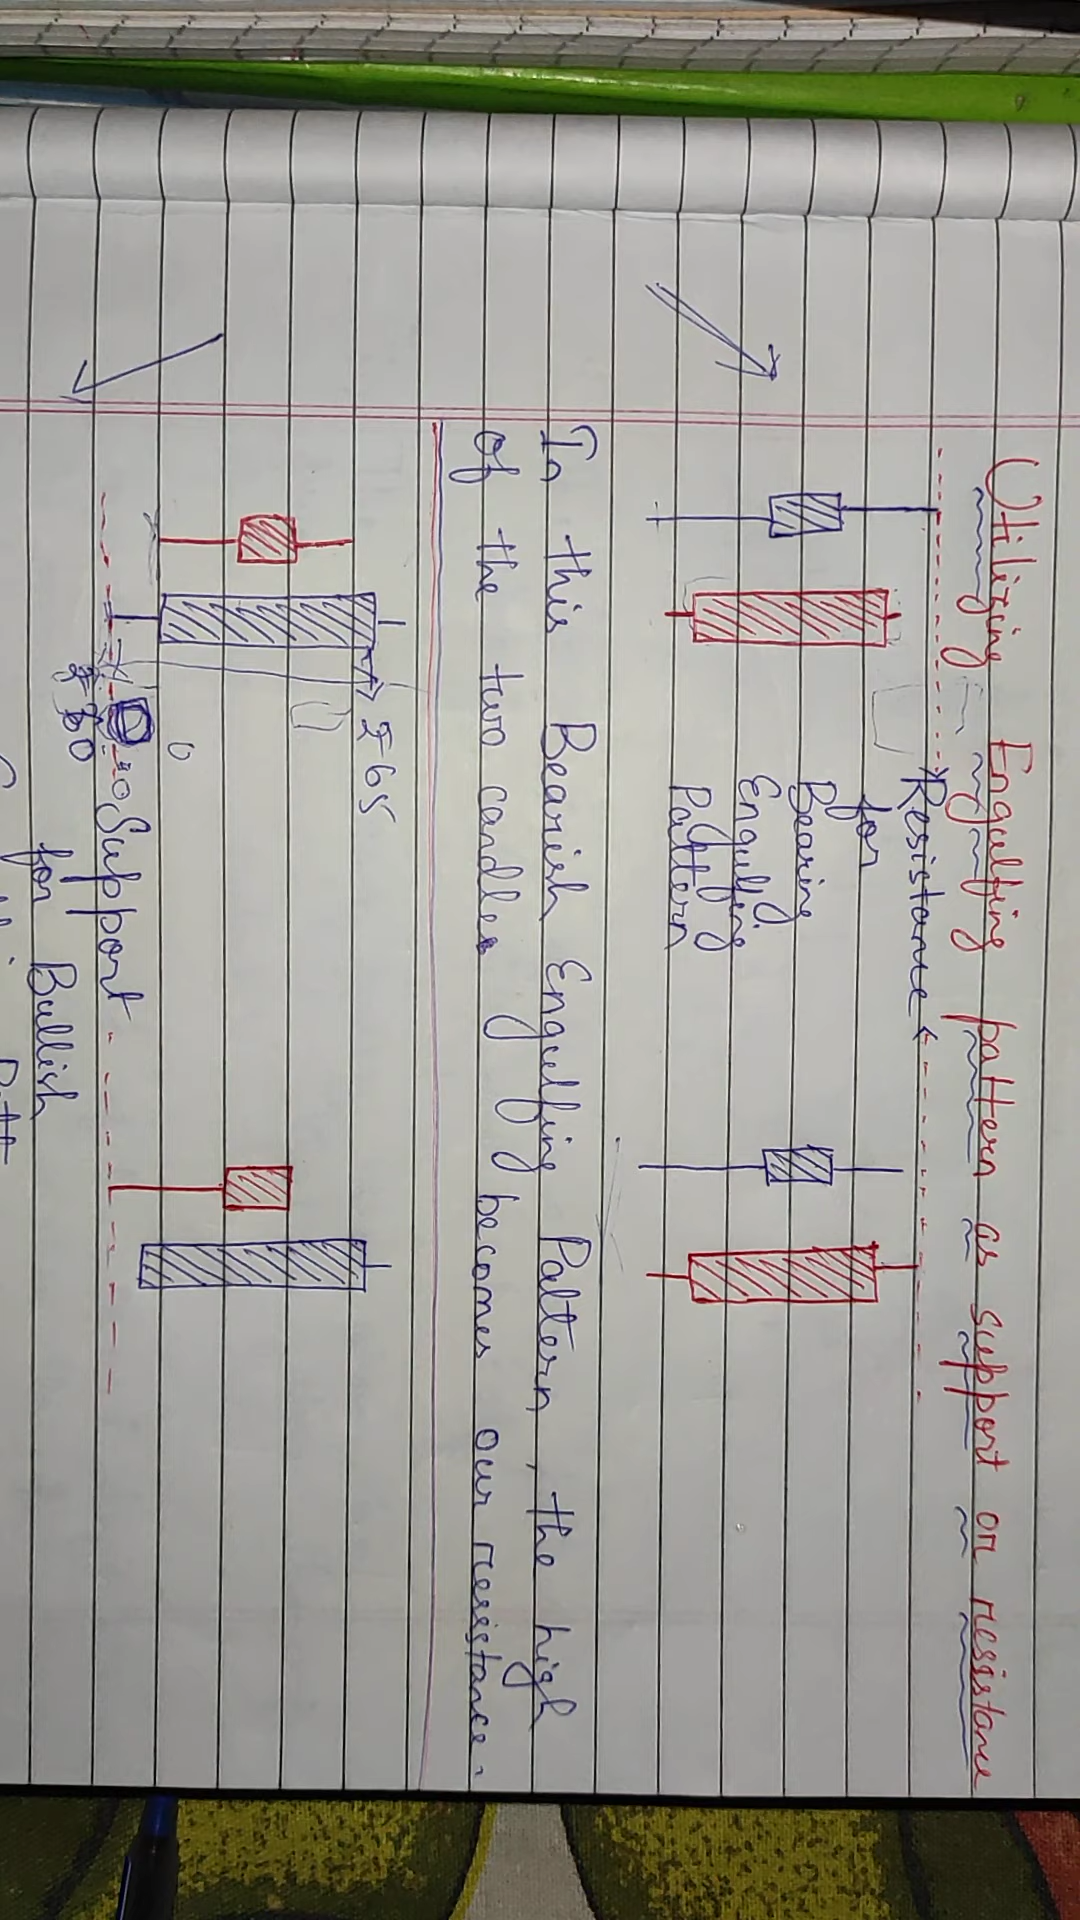 Utilizing Engulfing pattern as support or resistance
Resistance
for
Bearing
Engulfing
Pattern
In this Bearish Engulfing Pattern, the high
of the two candles becomes our resistance.
₹65
₹60
Support
for Bullish